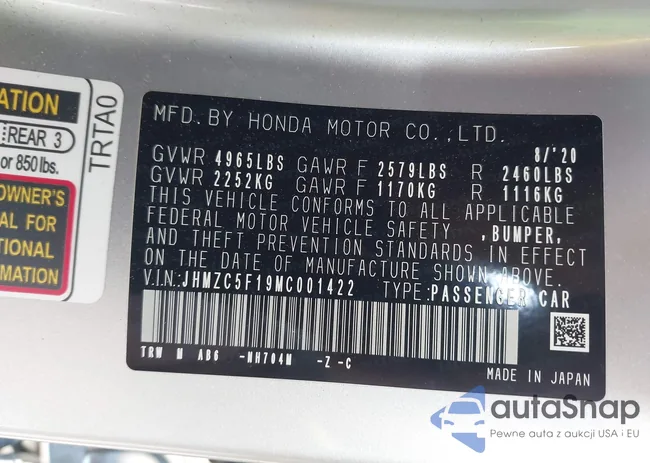 ATION
REAR 3
or 850 lbs.
OWNER'S
AL FOR
TIONAL
RMATION
TRTA0
MFD. BY HONDA MOTOR CO.,LTD.
8/'20
GVWR 4965LBS GAWR F 2579LBS R 2460LBS
GVWR 2252KG GAWR F 1170KG R 1116KG
THIS VEHICLE CONFORMS TO ALL APPLICABLE
FEDERAL MOTOR VEHICLE SAFETY ,BUMPER,
AND THEFT PREVENTION STANDARDS IN EFFECT
ON THE DATE OF MANUFACTURE SHOWN ABOVE.
V.IN:JHMZC5F19MC001422 TYPE:PASSENGER CAR
TRW M AB6 -NH704M -Z -C
MADE IN JAPAN
autaSnap
Pewne auta z aukcji USA i EU